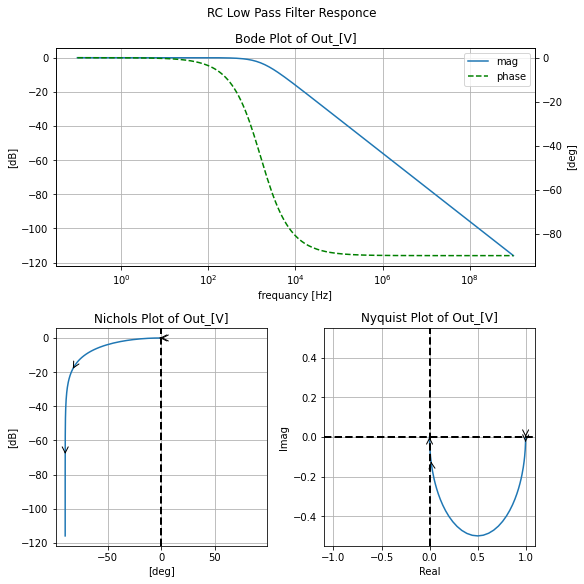 RC Low Pass Filter Responce
Bode Plot of Out_[V]
mag
phase
0
−20
−40
−60
−80
−100
−120
[dB]
0
−20
−40
−60
−80
[deg]
10^0
10^2
10^4
10^6
10^8
frequancy [Hz]
Nichols Plot of Out_[V]
0
−20
−40
−60
−80
−100
−120
[dB]
−50
0
50
[deg]
Nyquist Plot of Out_[V]
0.4
0.2
0.0
−0.2
−0.4
Imag
−1.0
−0.5
0.0
0.5
1.0
Real